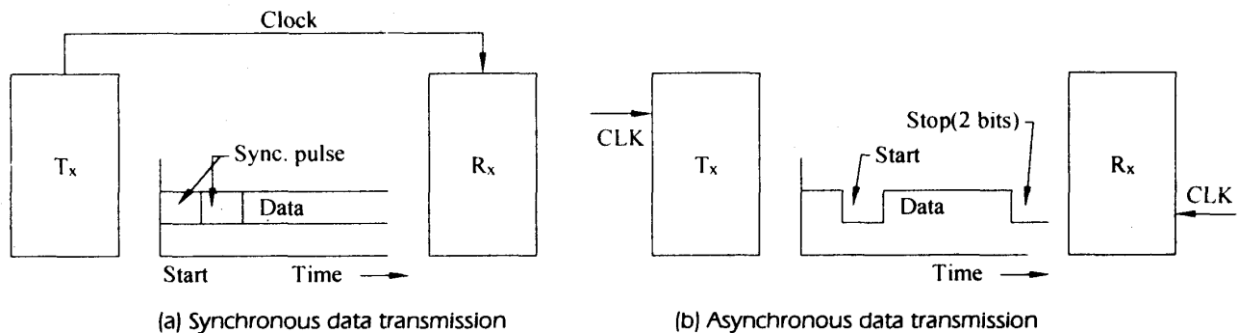 Clock
Tx
Sync. pulse
Data
Start
Time
Rx
(a) Synchronous data transmission
CLK
Tx
Start
Stop(2 bits)
Data
Time
Rx
CLK
(b) Asynchronous data transmission